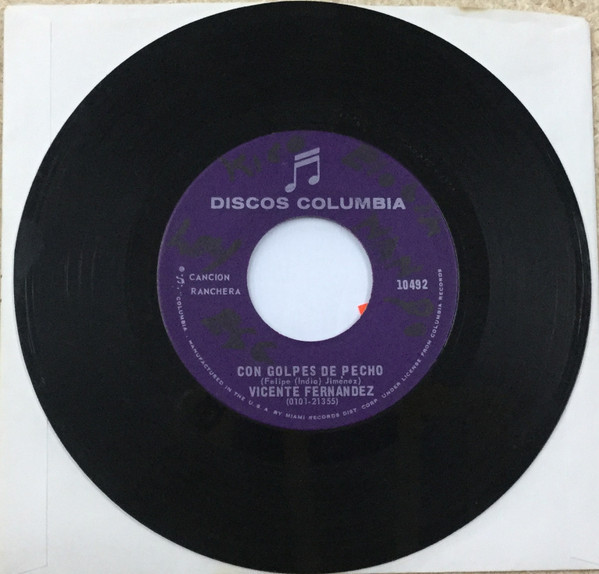 DISCOS COLUMBIA
CANCION
RANCHERA
10492
CON GOLPES DE PECHO
(Felipe (Indio) Jiménez)
VICENTE FERNANDEZ
(0101-21355)
COLUMBIA - MANUFACTURED IN THE U.S.A. BY MIAMI RECORDS DIST. CORP. UNDER LICENSE FROM COLUMBIA RECORDS